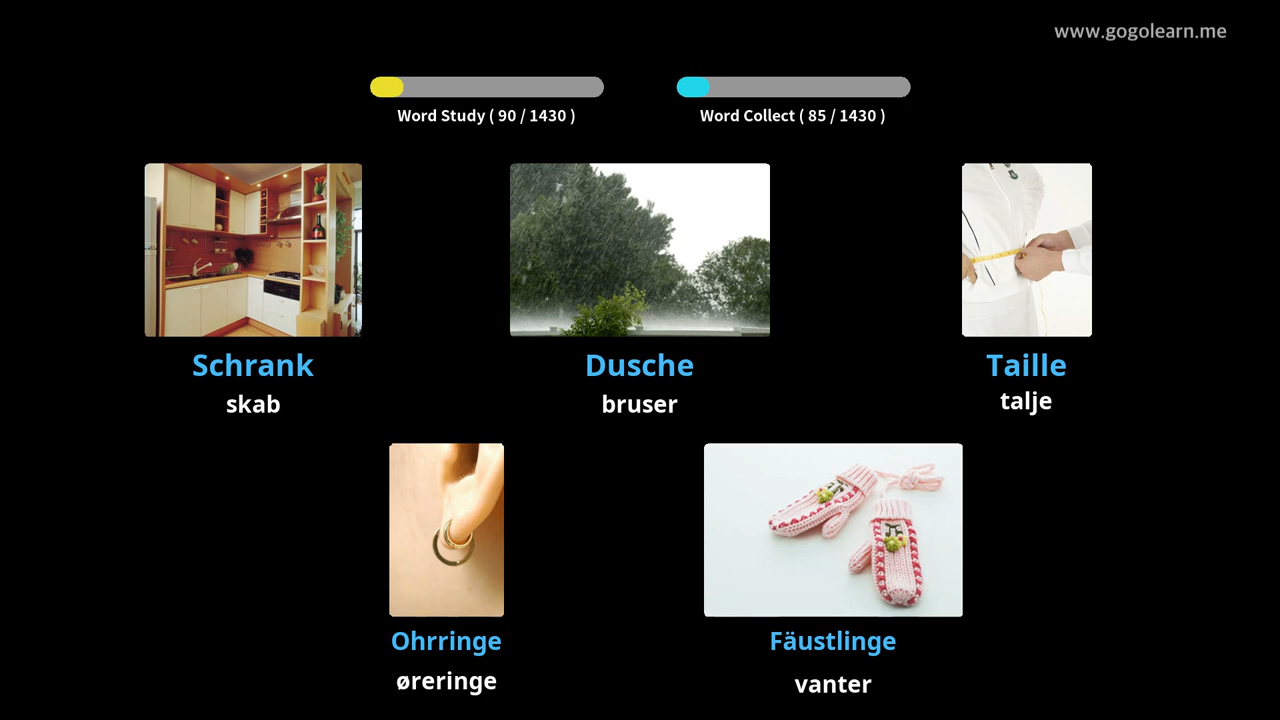 www.gogolearn.me
Word Study ( 90 / 1430 )
Word Collect ( 85 / 1430 )
Schrank
skab
Dusche
bruser
Taille
talje
Ohrringe
øreringe
Fäustlinge
vanter